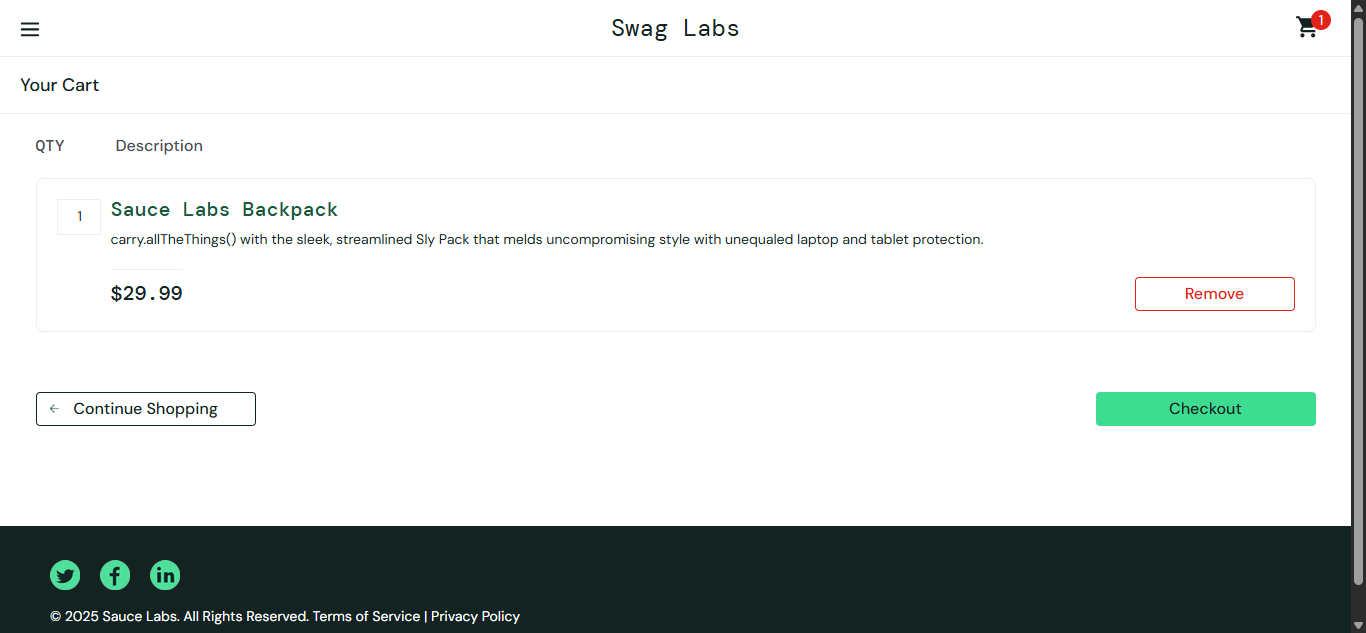 Swag Labs
1
Your Cart
QTY Description
1 Sauce Labs Backpack
carry.allTheThings() with the sleek, streamlined Sly Pack that melds uncompromising style with unequaled laptop and tablet protection.
$29.99 Remove
Continue Shopping Checkout
© 2025 Sauce Labs. All Rights Reserved. Terms of Service | Privacy Policy